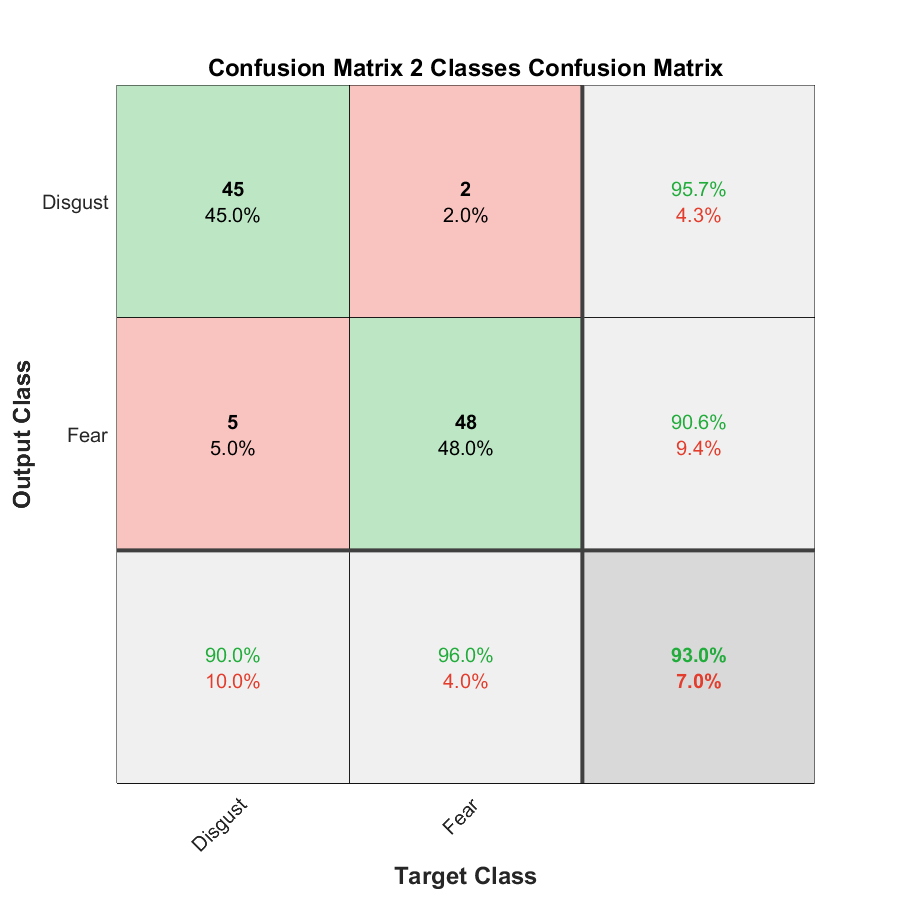 Confusion Matrix 2 Classes Confusion Matrix
Disgust
45
45.0%
2
2.0%
95.7%
4.3%
Fear
5
5.0%
48
48.0%
90.6%
9.4%
90.0%
10.0%
96.0%
4.0%
93.0%
7.0%
Output Class
Disgust
Fear
Target Class